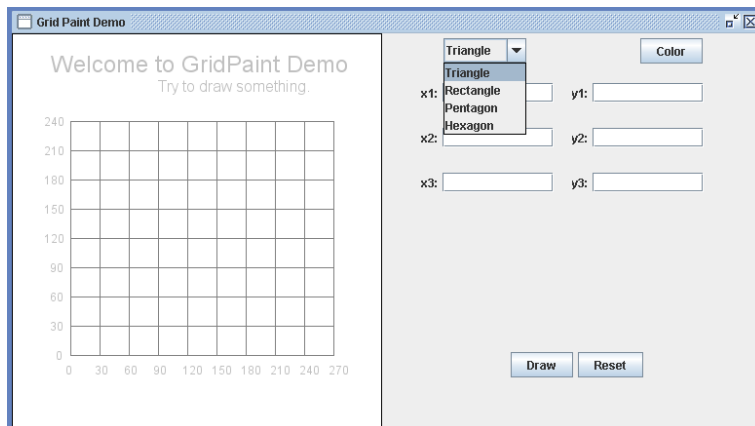 Grid Paint Demo
Welcome to GridPaint Demo
Try to draw something.
240
210
180
150
120
90
60
30
0
0 30 60 90 120 150 180 210 240 270
Triangle
Color
Triangle
Rectangle
Pentagon
Hexagon
x1: y1:
x2: y2:
x3: y3:
Draw Reset